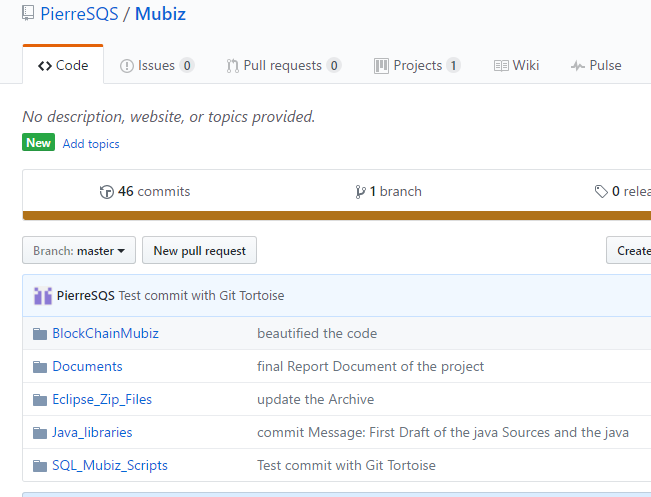 PierreSQS / Mubiz
Code Issues 0 Pull requests 0 Projects 1 Wiki Pulse
No description, website, or topics provided.
New Add topics
46 commits 1 branch 0
Branch: master New pull request Create
PierreSQS Test commit with Git Tortoise
BlockChainMubiz beautified the code
Documents final Report Document of the project
Eclipse_Zip_Files update the Archive
Java_libraries commit Message: First Draft of the java Sources and the java
SQL_Mubiz_Scripts Test commit with Git Tortoise